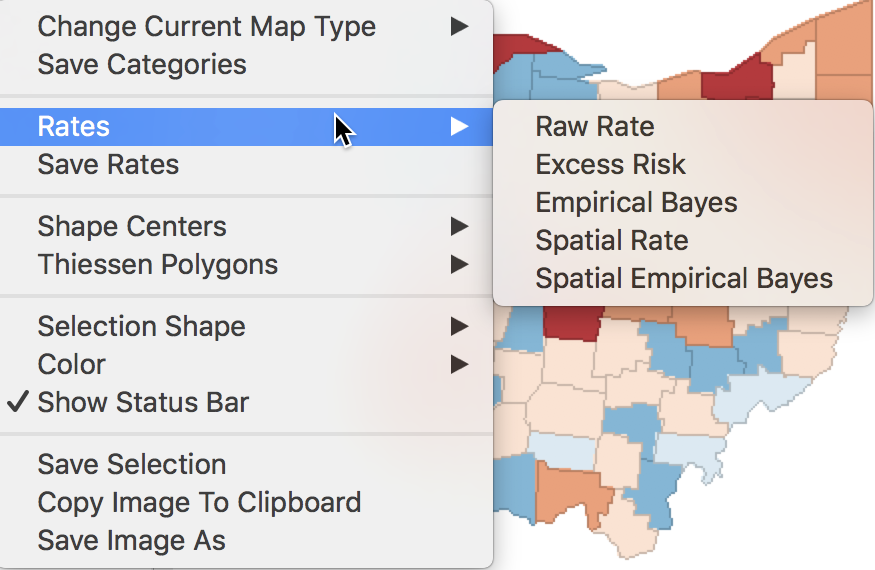 Change Current Map Type
Save Categories
Rates
Save Rates
Shape Centers
Thiessen Polygons
Selection Shape
Color
Show Status Bar
Save Selection
Copy Image To Clipboard
Save Image As
Raw Rate
Excess Risk
Empirical Bayes
Spatial Rate
Spatial Empirical Bayes